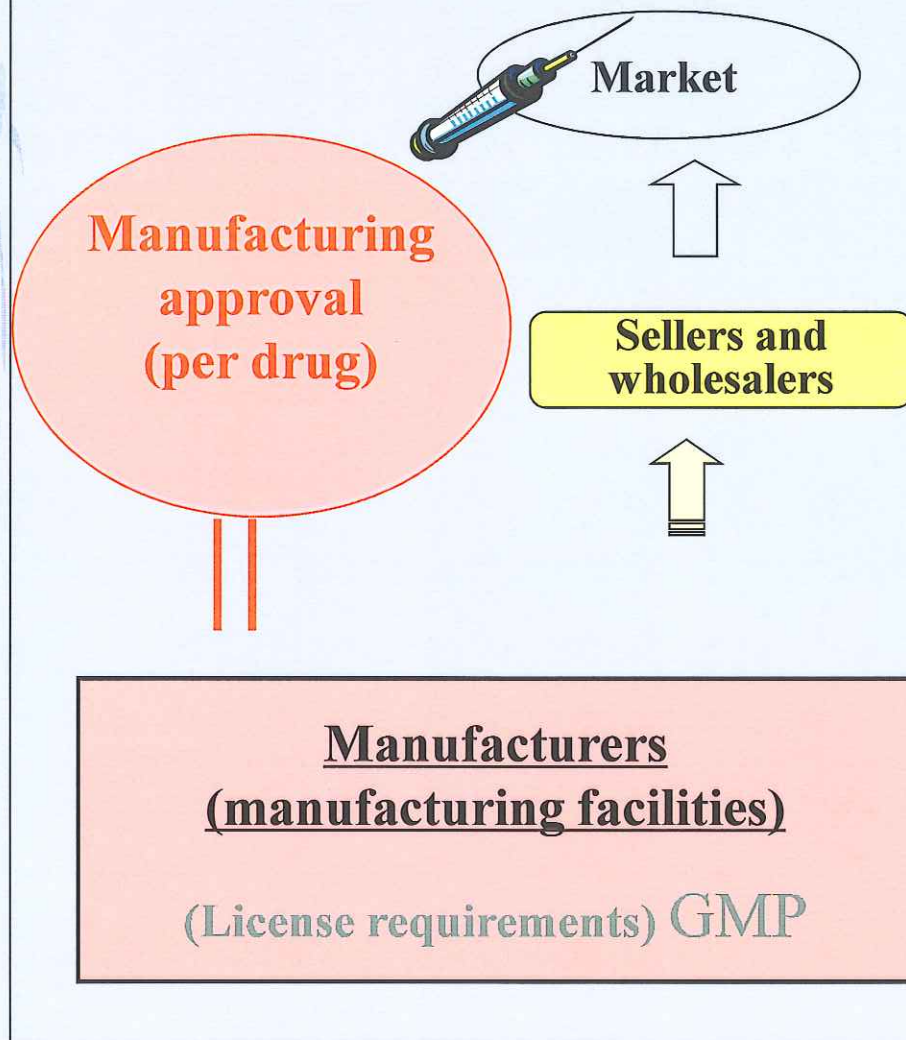 Market
Manufacturing
approval
(per drug)
Sellers and
wholesalers
Manufacturers
(manufacturing facilities)
(License requirements) GMP